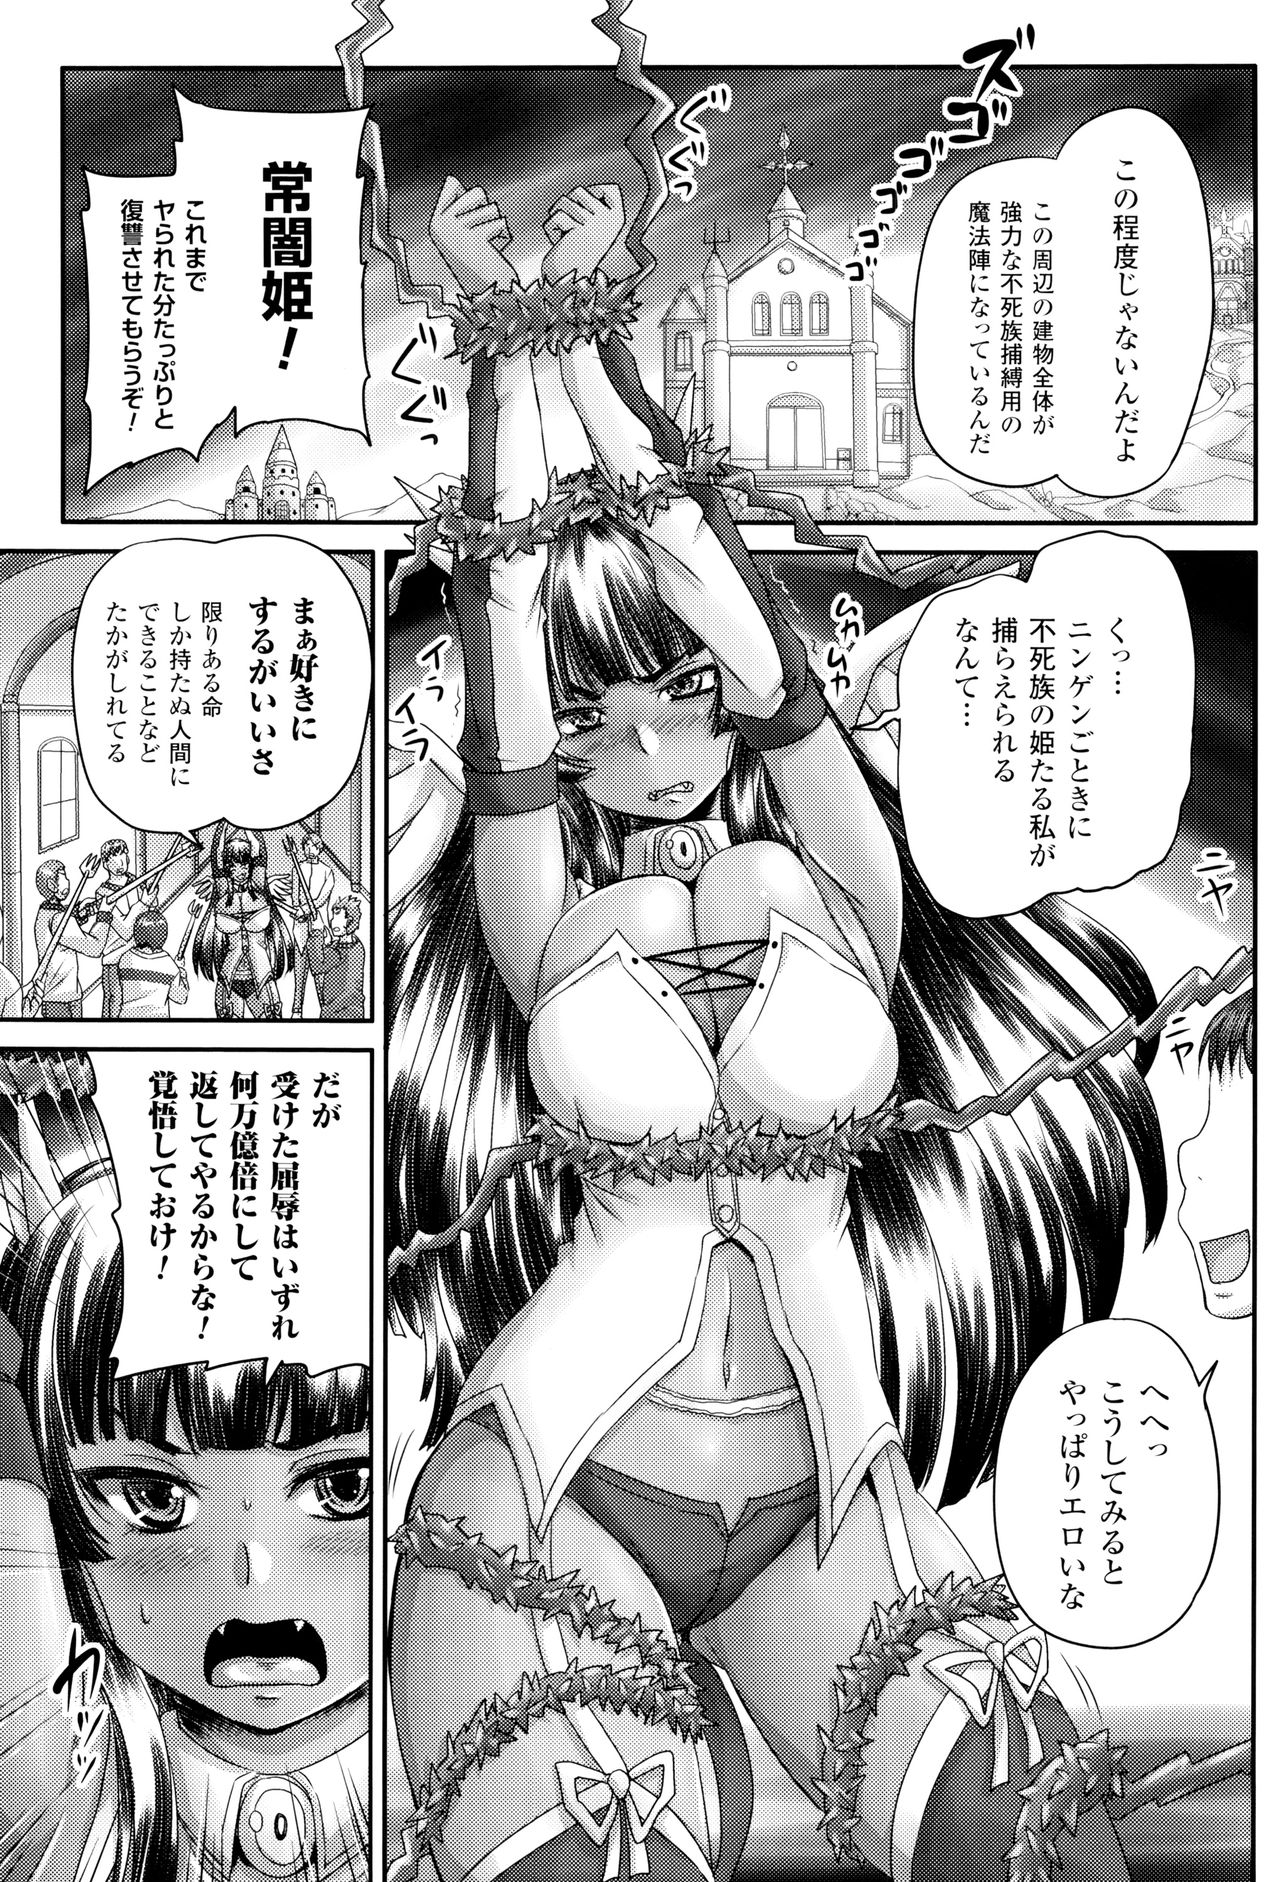 この程度じゃないんだよ
この周辺の建物全体が
強力な不死族捕縛用の
魔法陣になっているんだ
ズゴゴゴゴゴ
ぐぐっ
ぐぐっ
常闇姫！
これまで
ヤられた分たっぷりと
復讐させてもらうぞ！
くっ…
ニンゲンごときに
不死族の姫たる私が
捕らえられる
なんて…
ムカムカ
イライラ
ニヤ
ニヤ
へへっ
こうしてみると
やっぱりエロいな
まぁ好きに
するがいいさ
限りある命
しか持たぬ人間に
できることなど
たかがしれてる
だが
受けた屈辱はいずれ
何万億倍にして
返してやるからな！
覚悟しておけ！
わッ